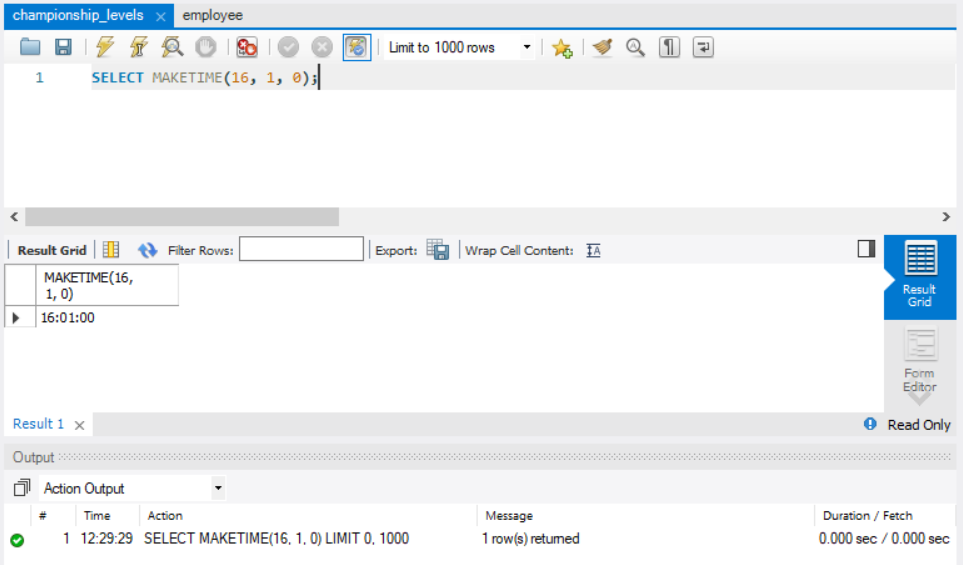 championship_levels × employee
Limit to 1000 rows
1 SELECT MAKETIME(16, 1, 0);
Result Grid Filter Rows: Export: Wrap Cell Content: IA
MAKETIME(16,
1, 0)
16:01:00
Result
Grid
Form
Editor
Result 1 × Read Only
Output
Action Output
# Time Action Message Duration / Fetch
1 12:29:29 SELECT MAKETIME(16, 1, 0) LIMIT 0, 1000 1 row(s) returned 0.000 sec / 0.000 sec